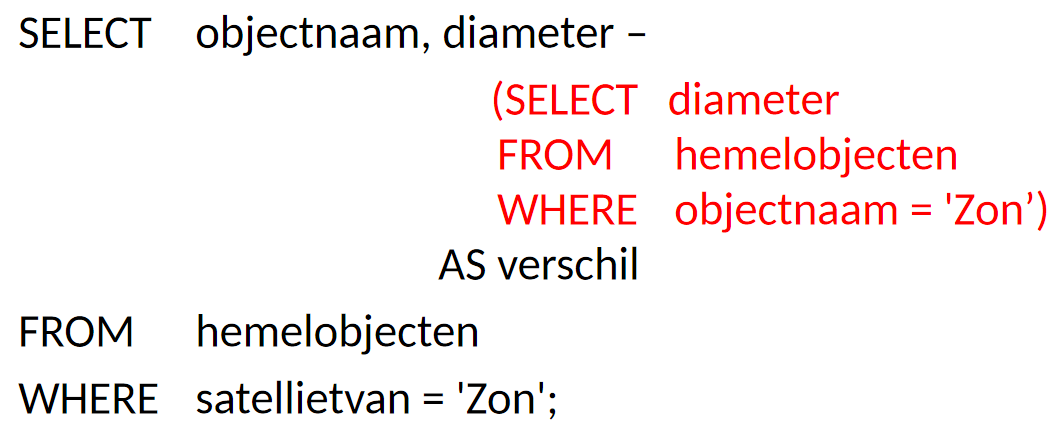 SELECT objectnaam, diameter –
(SELECT diameter
FROM hemelobjecten
WHERE objectnaam = 'Zon’)
AS verschil
FROM hemelobjecten
WHERE satellietvan = 'Zon';